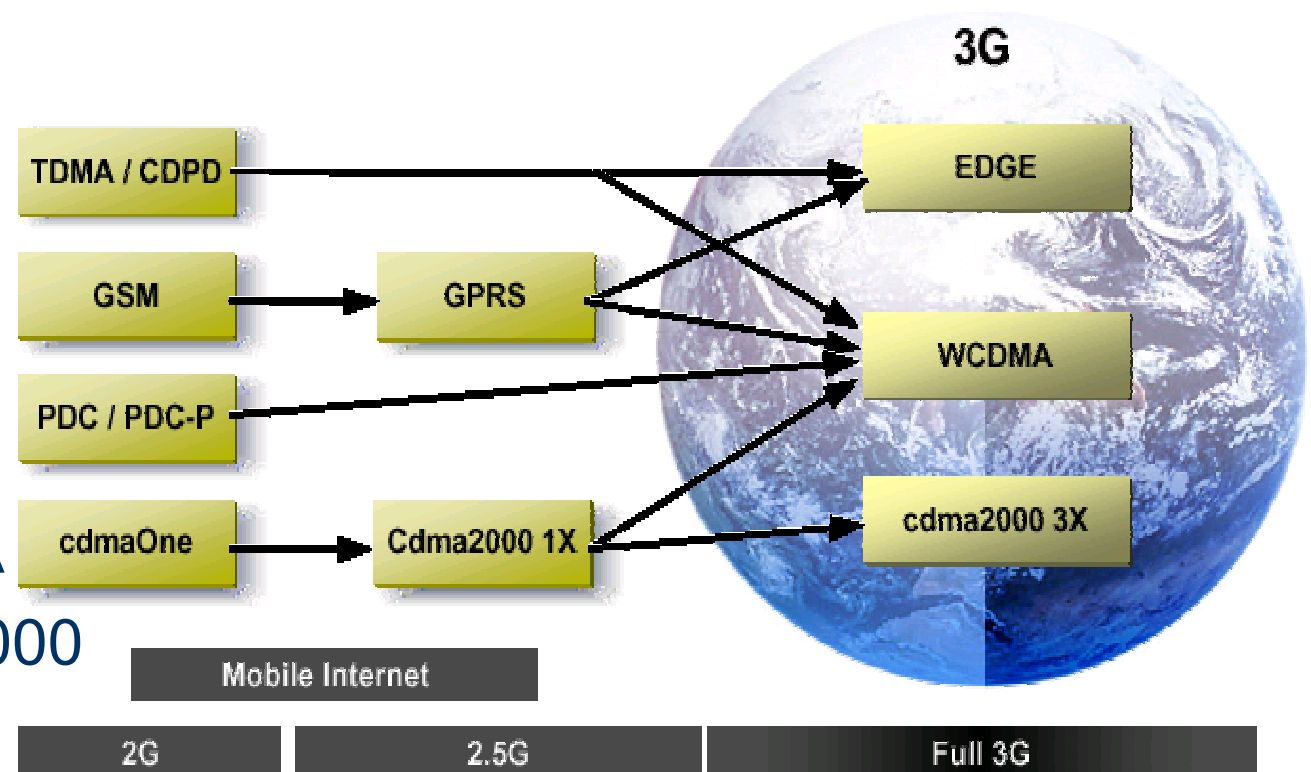 3G
TDMA / CDPD
EDGE
GSM
GPRS
WCDMA
PDC / PDC-P
cdmaOne
Cdma2000 1X
cdma2000 3X
000
Mobile Internet
2G
2.5G
Full 3G